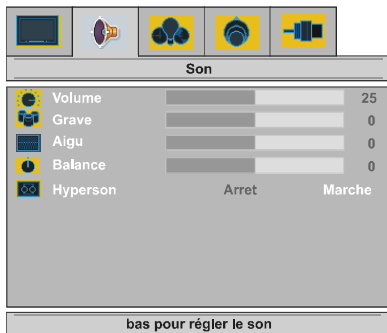 Son
Volume 25
Grave 0
Aigu 0
Balance 0
Hyperson Arret Marche
bas pour régler le son